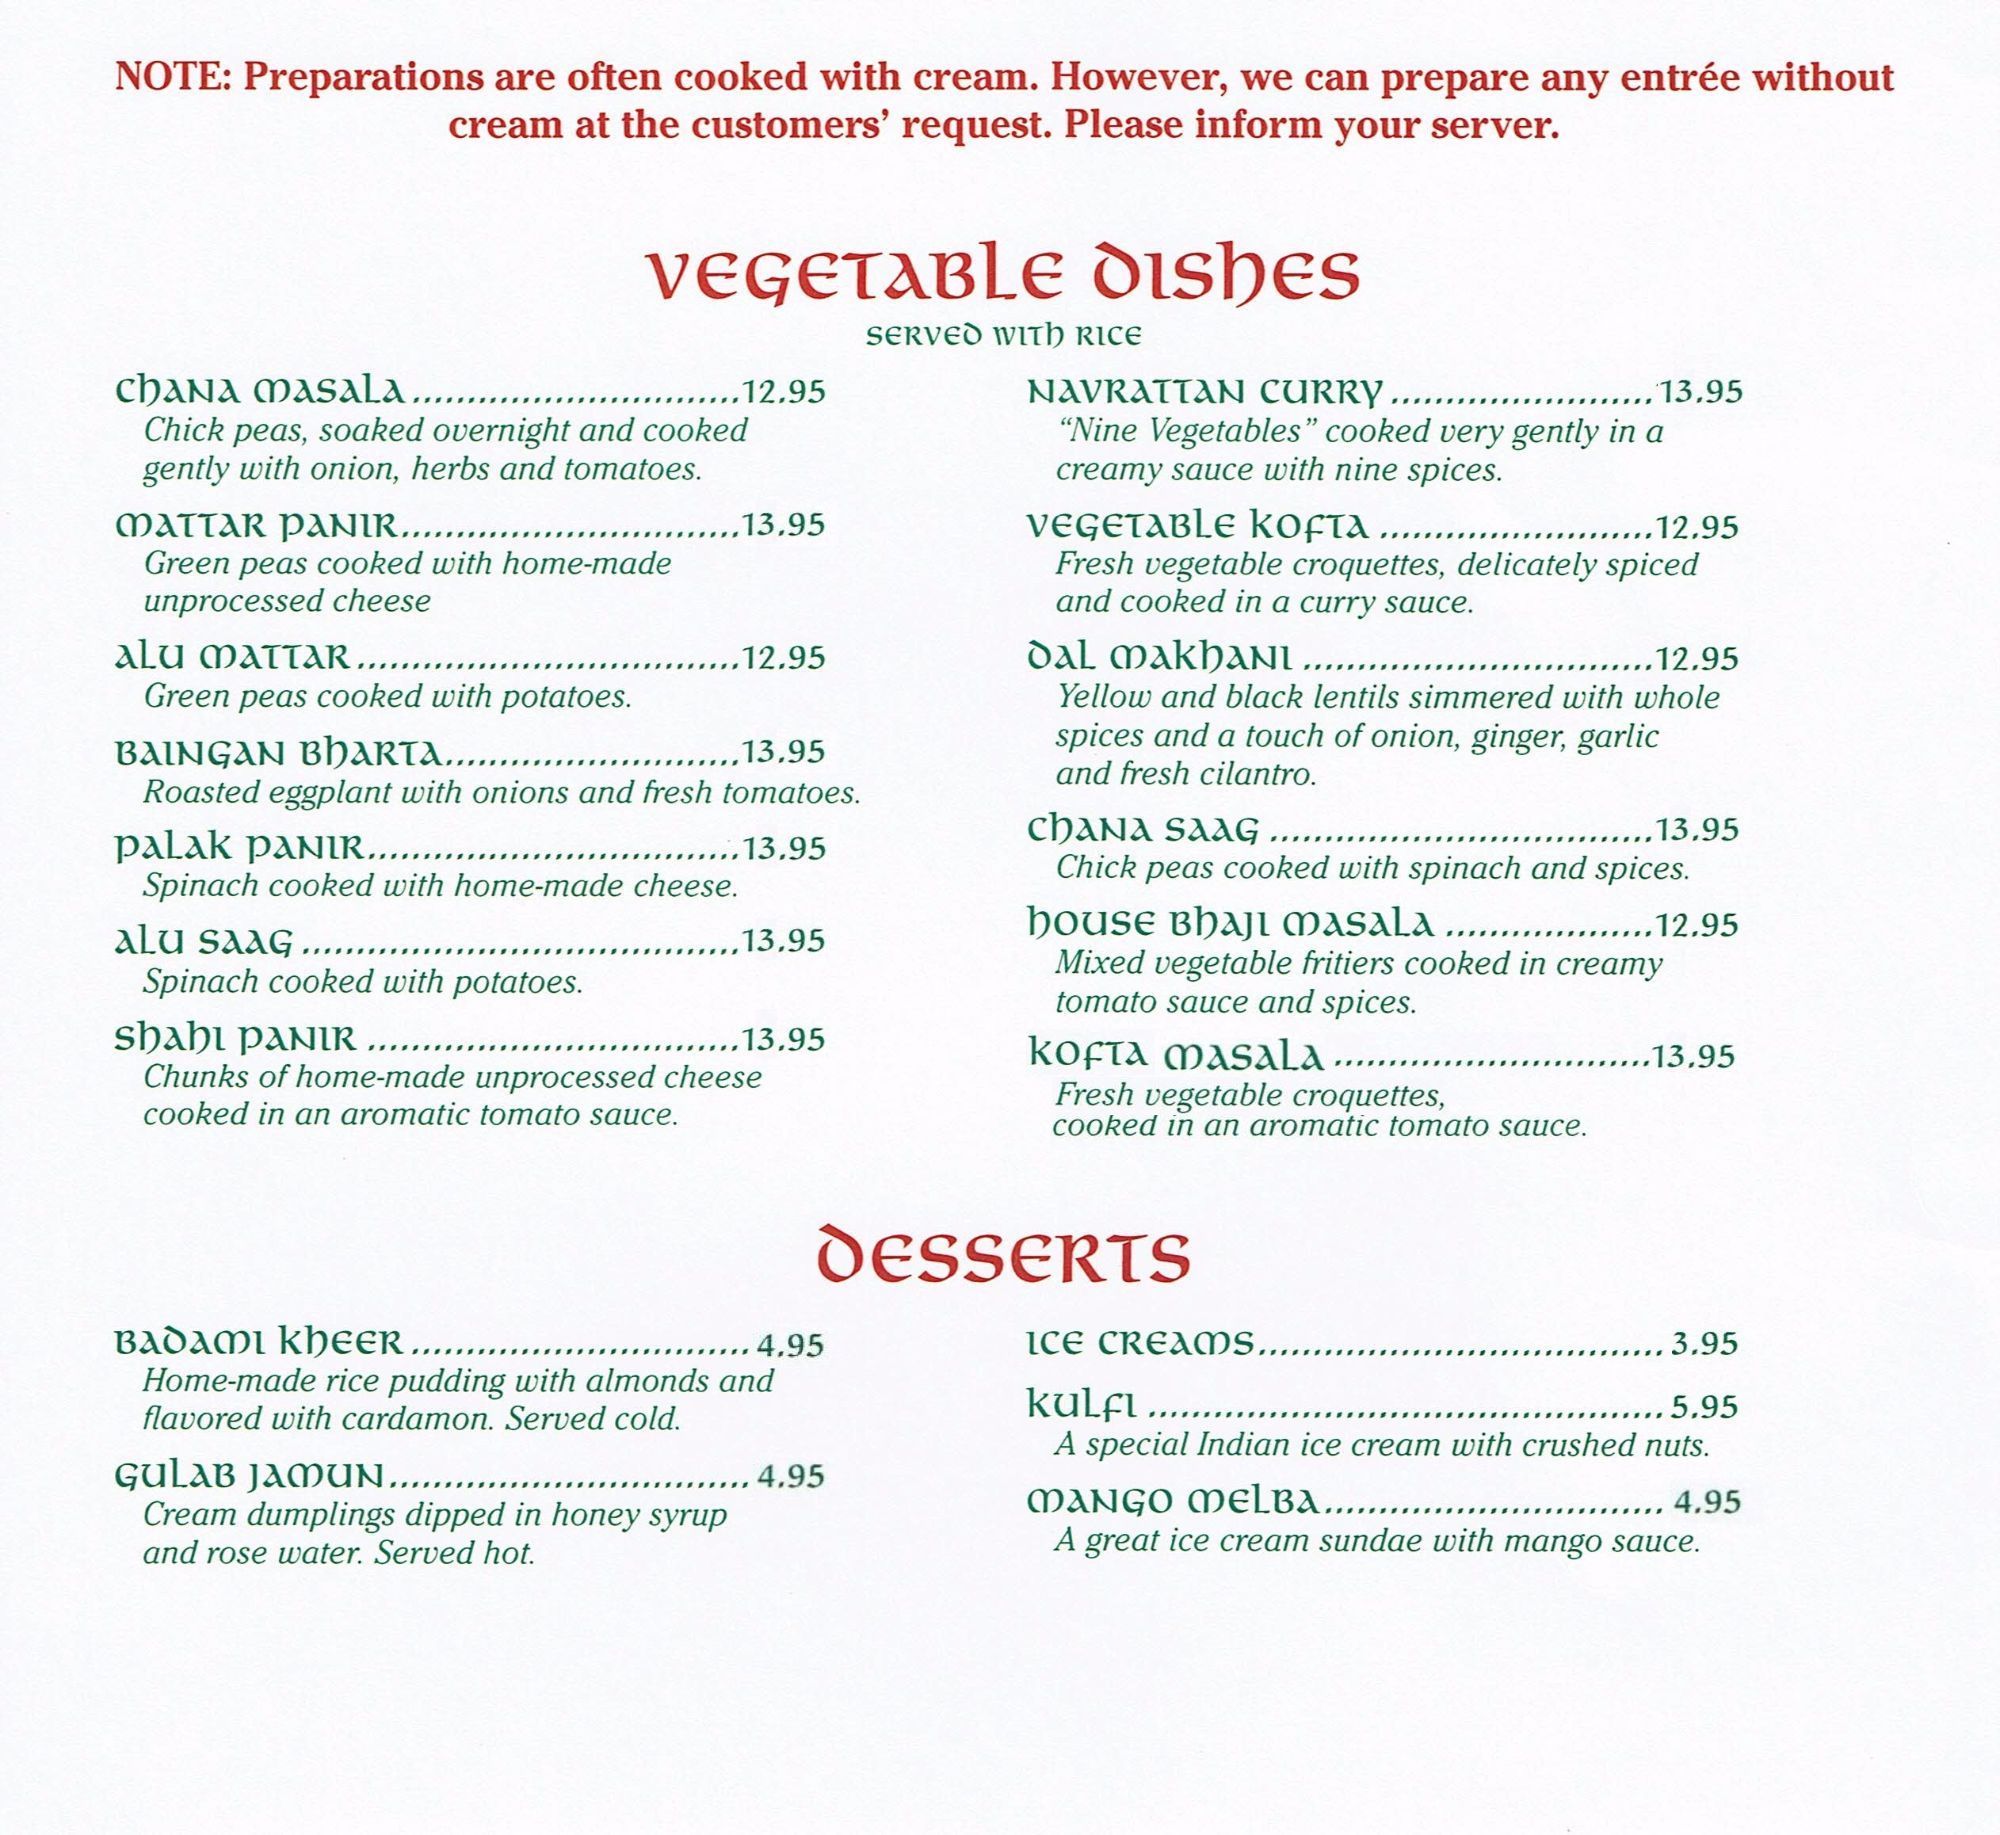 NOTE: Preparations are often cooked with cream. However, we can prepare any entrée without
cream at the customers' request. Please inform your server.
VEGETABLE DISHES
SERVED WITH RICE
CHANA MASALA..............................12.95
Chick peas, soaked overnight and cooked
gently with onion, herbs and tomatoes.
MATTAR PANIR...............................13.95
Green peas cooked with home-made
unprocessed cheese
ALU MATTAR...................................12.95
Green peas cooked with potatoes.
BAINGAN BHARTA...........................13.95
Roasted eggplant with onions and fresh tomatoes.
PALAK PANIR..................................13.95
Spinach cooked with home-made cheese.
ALU SAAG........................................13.95
Spinach cooked with potatoes.
SHAHI PANIR..................................13.95
Chunks of home-made unprocessed cheese
cooked in an aromatic tomato sauce.
NAVRATTAN CURRY........................13.95
“Nine Vegetables” cooked very gently in a
creamy sauce with nine spices.
VEGETABLE KOFTA.........................12.95
Fresh vegetable croquettes, delicately spiced
and cooked in a curry sauce.
DAL MAKHANI................................12.95
Yellow and black lentils simmered with whole
spices and a touch of onion, ginger, garlic
and fresh cilantro.
CHANA SAAG...................................13.95
Chick peas cooked with spinach and spices.
HOUSE BHAJI MASALA...................12.95
Mixed vegetable fritiers cooked in creamy
tomato sauce and spices.
KOFTA MASALA.............................13.95
Fresh vegetable croquettes,
cooked in an aromatic tomato sauce.
DESSERTS
BADAMI KHEER............................... 4.95
Home-made rice pudding with almonds and
flavored with cardamon. Served cold.
GULAB JAMUN................................. 4.95
Cream dumplings dipped in honey syrup
and rose water. Served hot.
ICE CREAMS..................................... 3.95
KULFI............................................... 5.95
A special Indian ice cream with crushed nuts.
MANGO MELBA............................... 4.95
A great ice cream sundae with mango sauce.